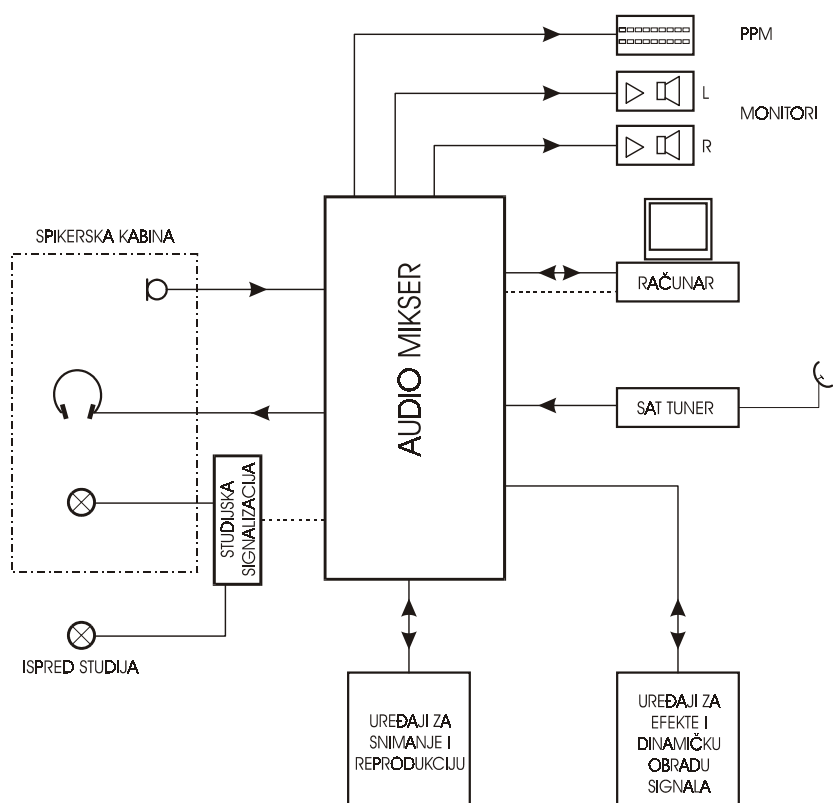 PPM
L
MONITORI
R
SPIKERSKA KABINA
RAČUNAR
AUDIO MIKSER
SAT TUNER
STUDIJSKA
SIGNALIZACIJA
ISPRED STUDIJA
UREĐAJI ZA
SNIMANJE I
REPRODUKCIJU
UREĐAJI ZA
EFEKTE I
DINAMIČKU
OBRADU
SIGNALA